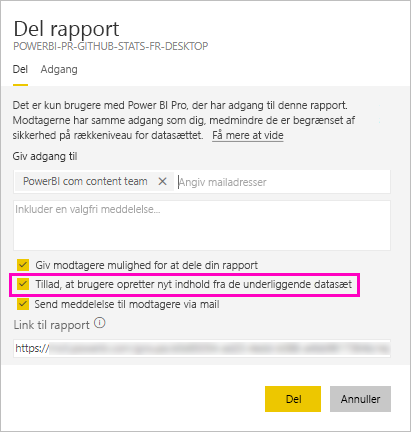 Del rapport
POWERBI-PR-GITHUB-STATS-FR-DESKTOP
Del Adgang
Det er kun brugere med Power BI Pro, der har adgang til denne rapport.
Modtagerne har samme adgang som dig, medmindre de er begrænset af
sikkerhed på rækkeniveau for datasættet. Få mere at vide
Giv adgang til
PowerBI com content team × Angiv mailadresser
Inkluder en valgfri meddelelse...
Giv modtagere mulighed for at dele din rapport
Tillad, at brugere opretter nyt indhold fra de underliggende datasæt
Send meddelelse til modtagere via mail
Link til rapport
https://
Del Annuller